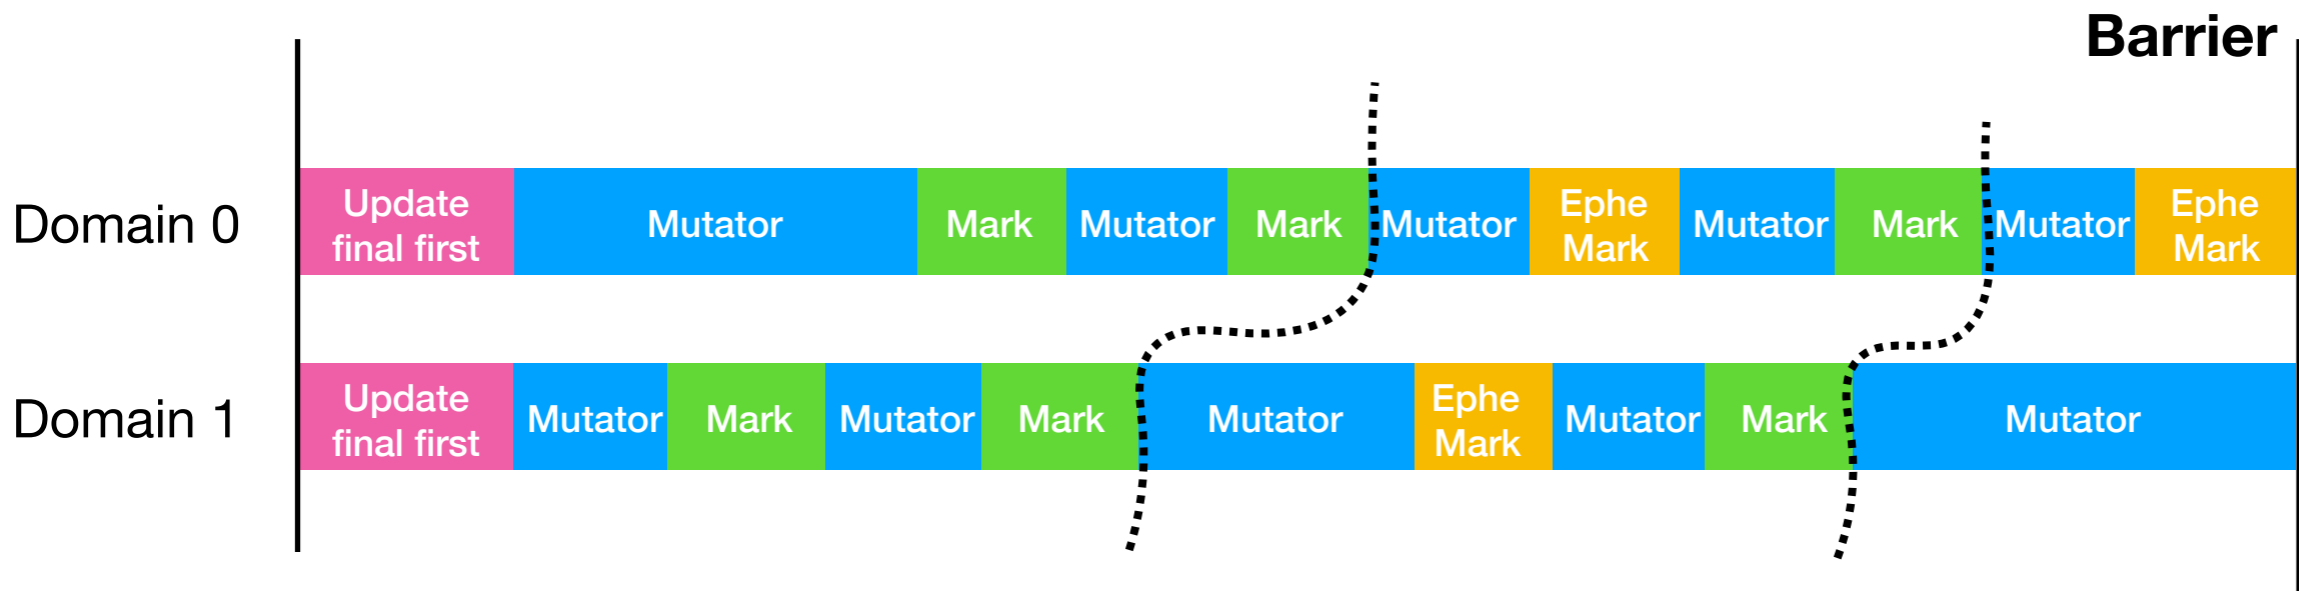 Barrier
Domain 0
Update
final first
Mutator
Mark
Mutator
Mark
Mutator
Ephe
Mark
Mutator
Mark
Mutator
Ephe
Mark
Domain 1
Update
final first
Mutator
Mark
Mutator
Mark
Mutator
Ephe
Mark
Mutator
Mark
Mutator